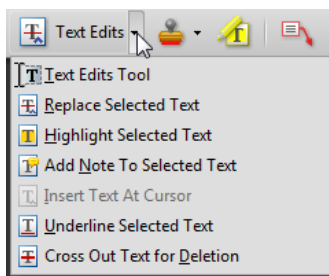 Text Edits
Text Edits Tool
Replace Selected Text
Highlight Selected Text
Add Note To Selected Text
Insert Text At Cursor
Underline Selected Text
Cross Out Text for Deletion